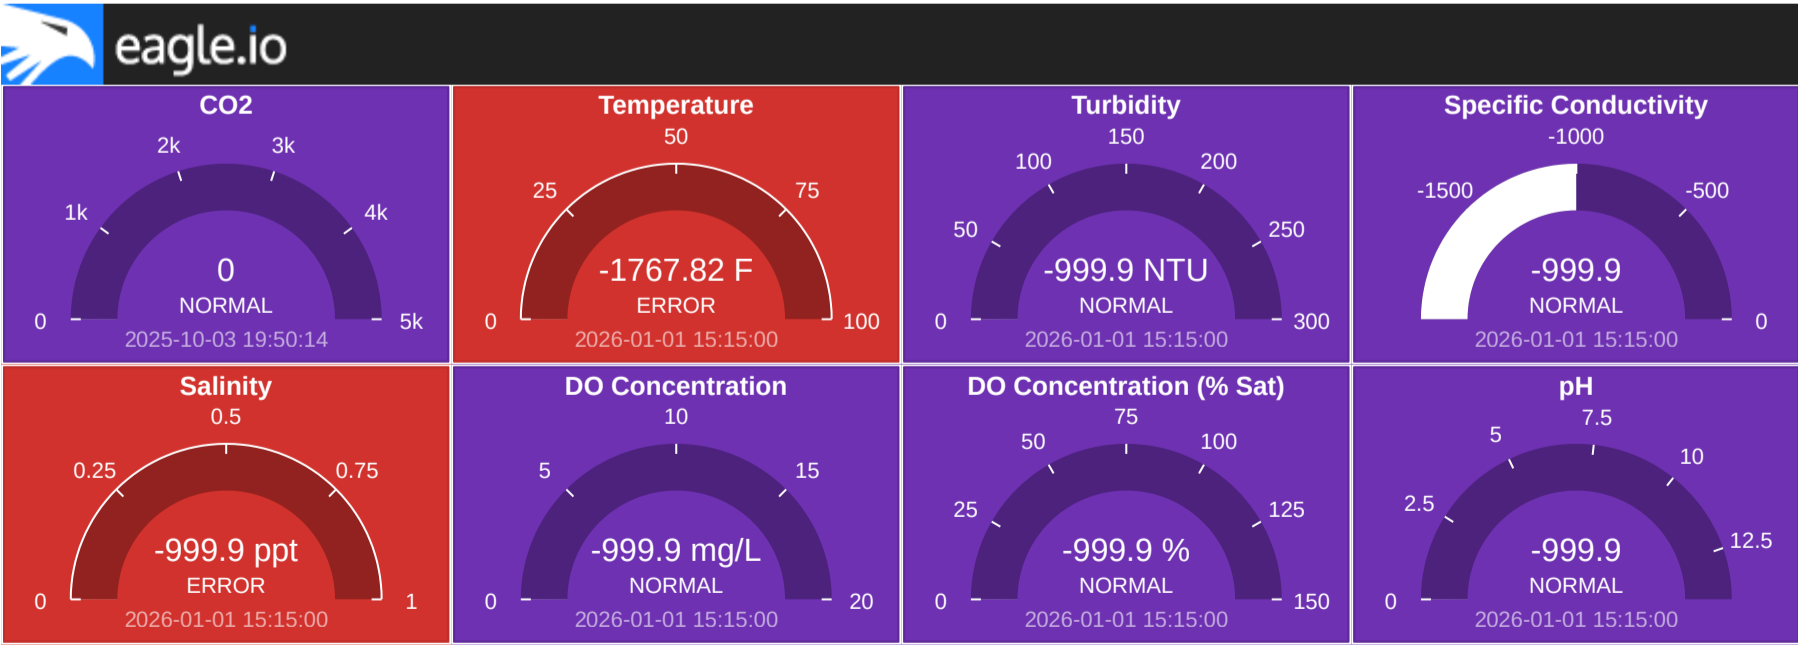 eagle.io
CO2
2k 3k
1k 4k
0
NORMAL
0 5k
2025-10-03 19:50:14
Temperature
50
25 75
-1767.82 F
ERROR
0 100
2026-01-01 15:15:00
Turbidity
150
100 200
50 250
-999.9 NTU
NORMAL
0 300
2026-01-01 15:15:00
Specific Conductivity
-1000
-1500 -500
-999.9
NORMAL
0
2026-01-01 15:15:00
Salinity
0.5
0.25 0.75
-999.9 ppt
ERROR
0 1
2026-01-01 15:15:00
DO Concentration
10
5 15
-999.9 mg/L
NORMAL
0 20
2026-01-01 15:15:00
DO Concentration (% Sat)
75
50 100
25 125
-999.9 %
NORMAL
0 150
2026-01-01 15:15:00
pH
7.5
5 10
2.5 12.5
-999.9
NORMAL
0
2026-01-01 15:15:00